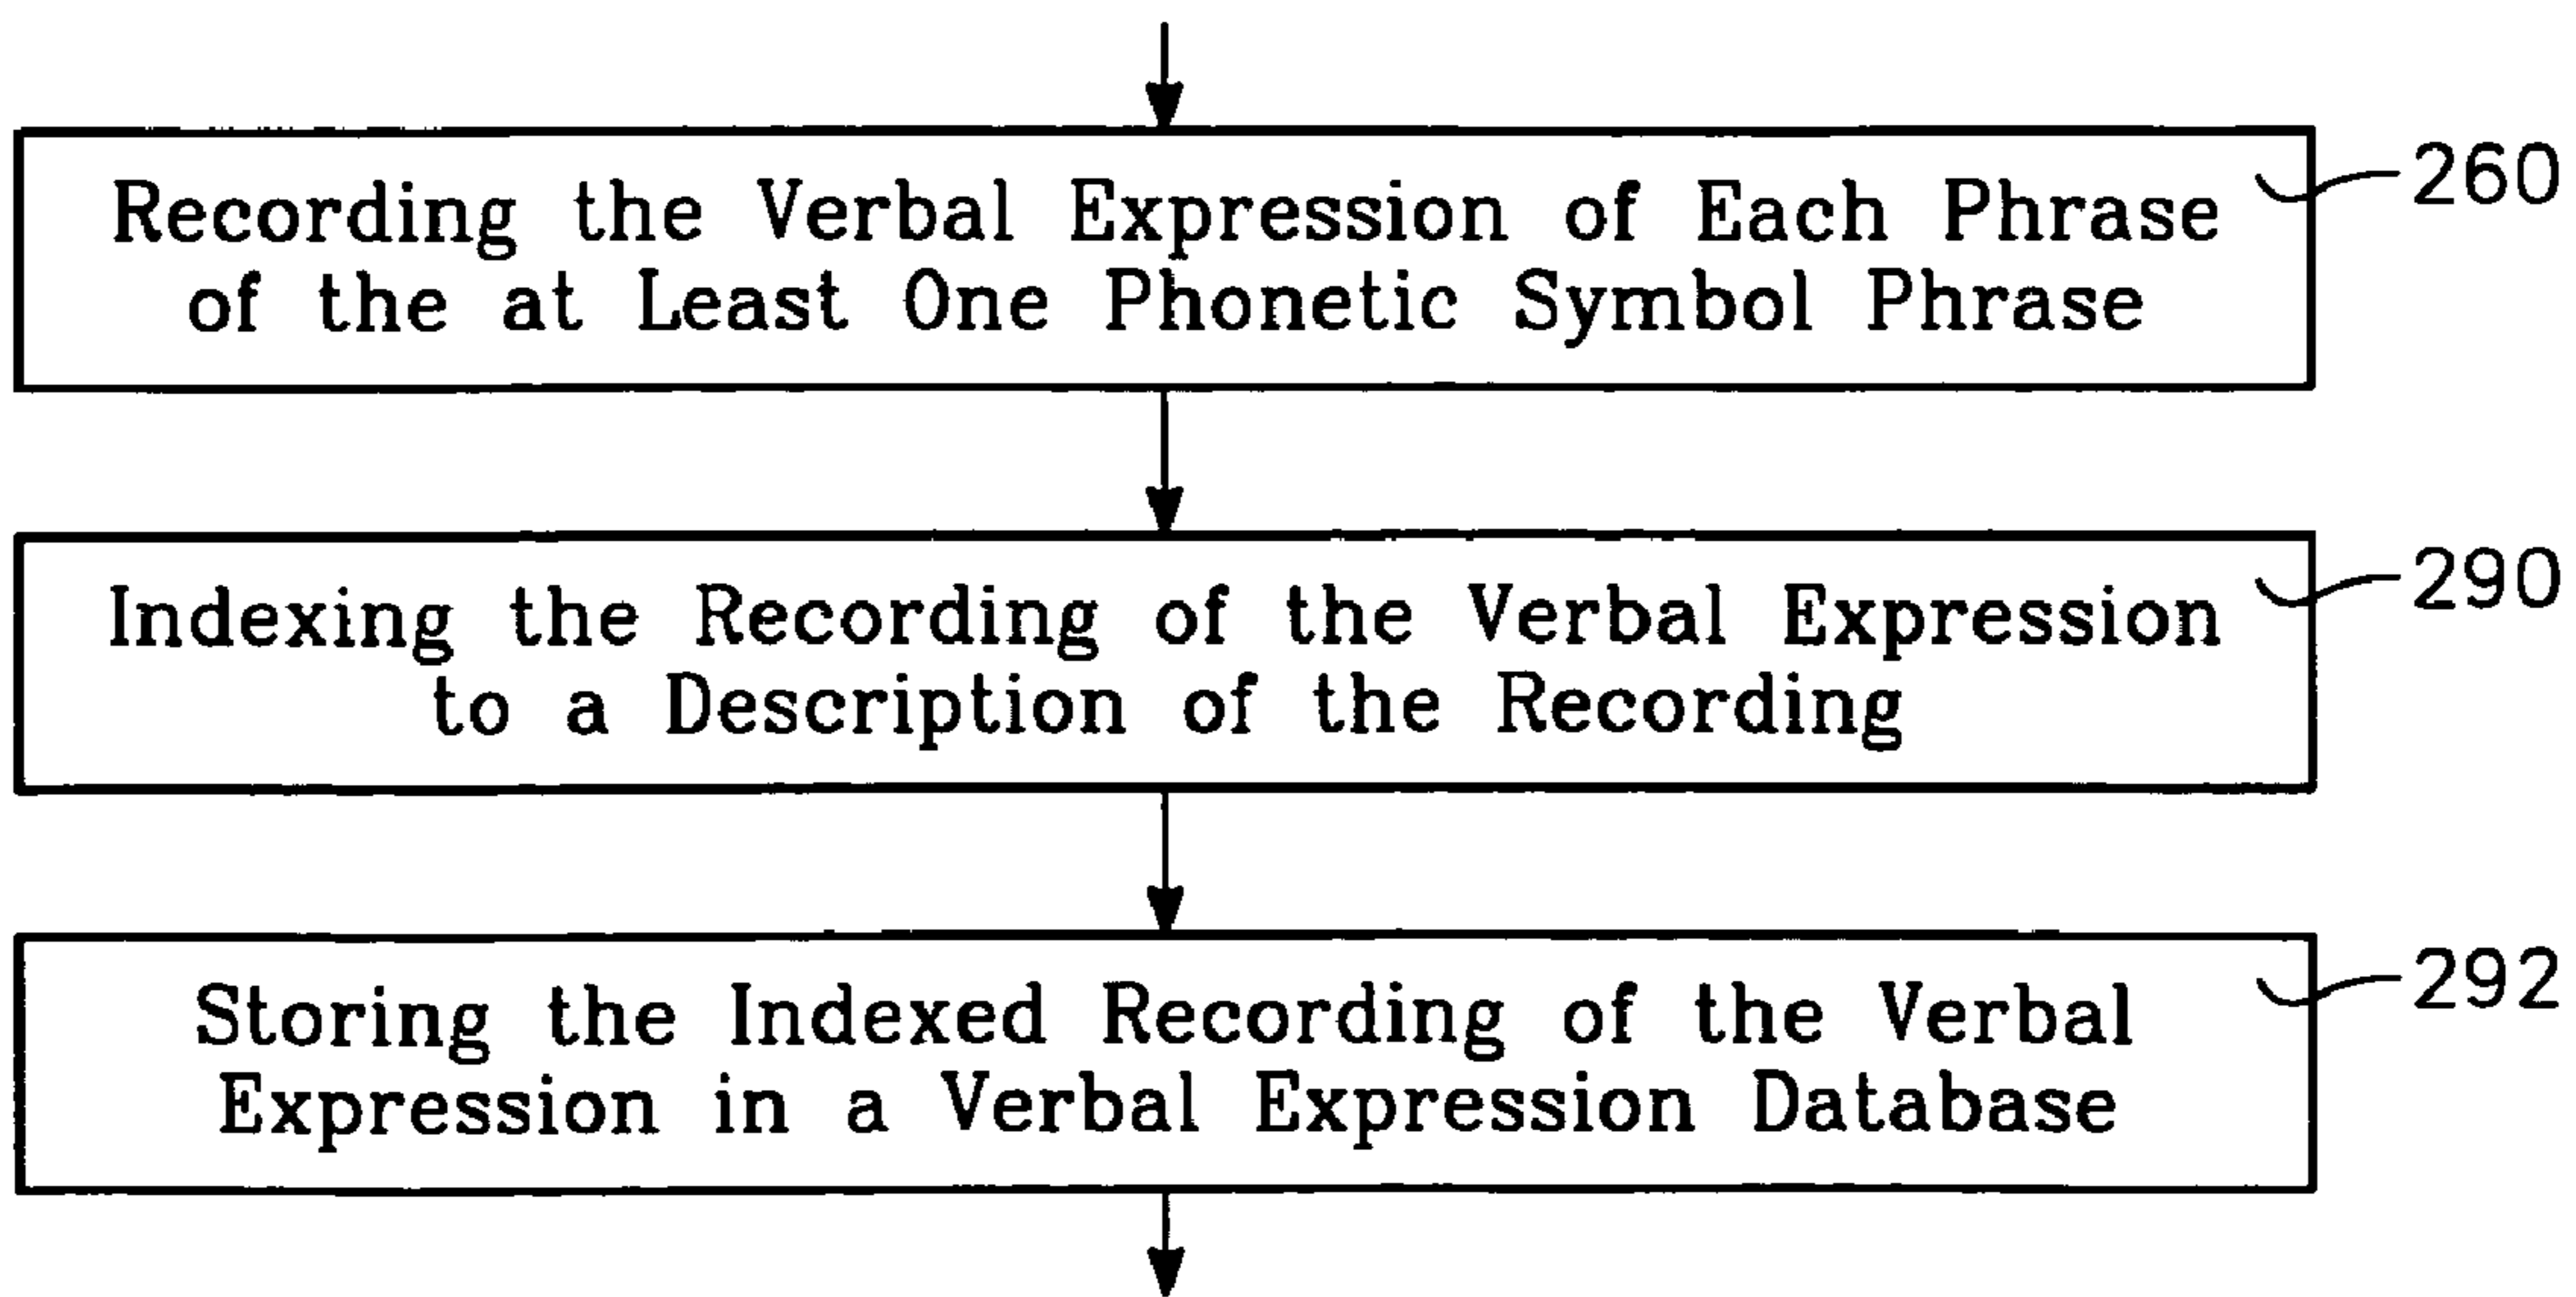 Recording the Verbal Expression of Each Phrase
of the at Least One Phonetic Symbol Phrase
260
Indexing the Recording of the Verbal Expression
to a Description of the Recording
290
Storing the Indexed Recording of the Verbal
Expression in a Verbal Expression Database
292